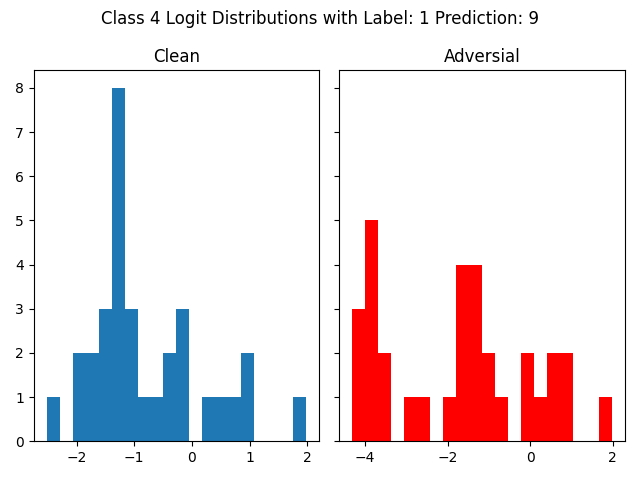 Class 4 Logit Distributions with Label: 1 Prediction: 9
Clean
Adversial
8
7
6
5
4
3
2
1
0
−2 −1 0 1 2
−4 −2 0 2